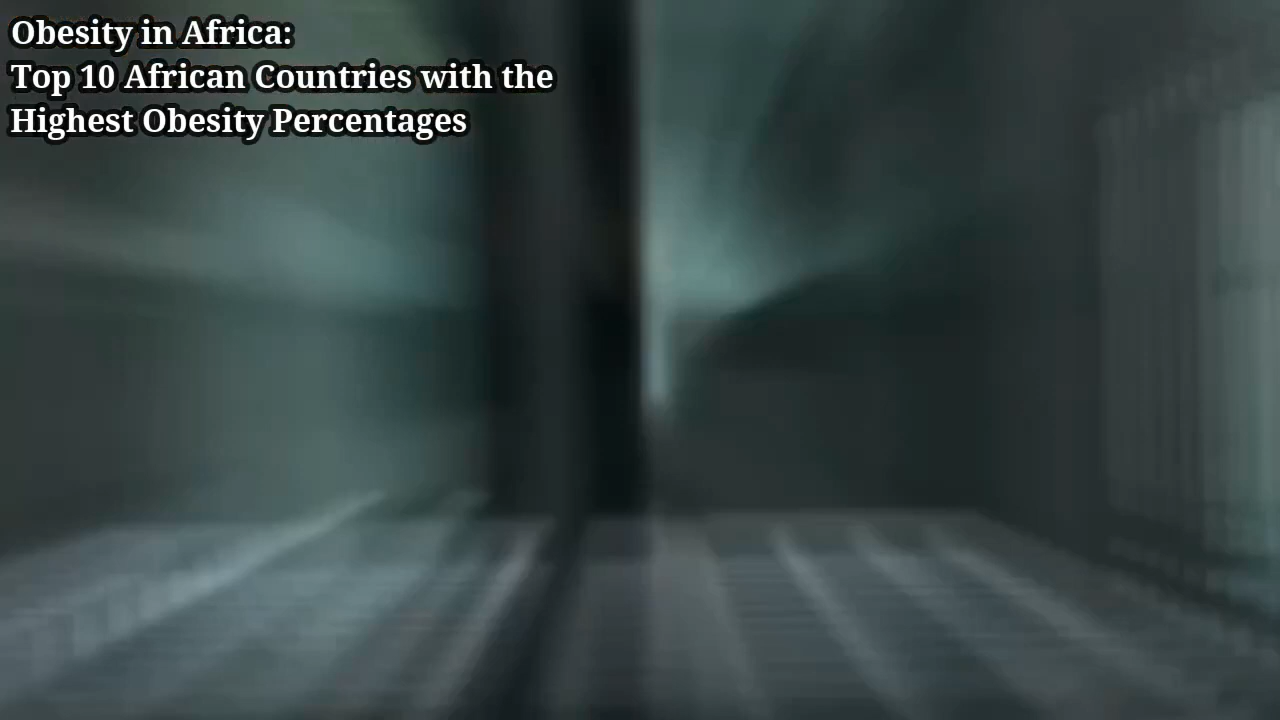 Obesity in Africa:
Top 10 African Countries with the
Highest Obesity Percentages